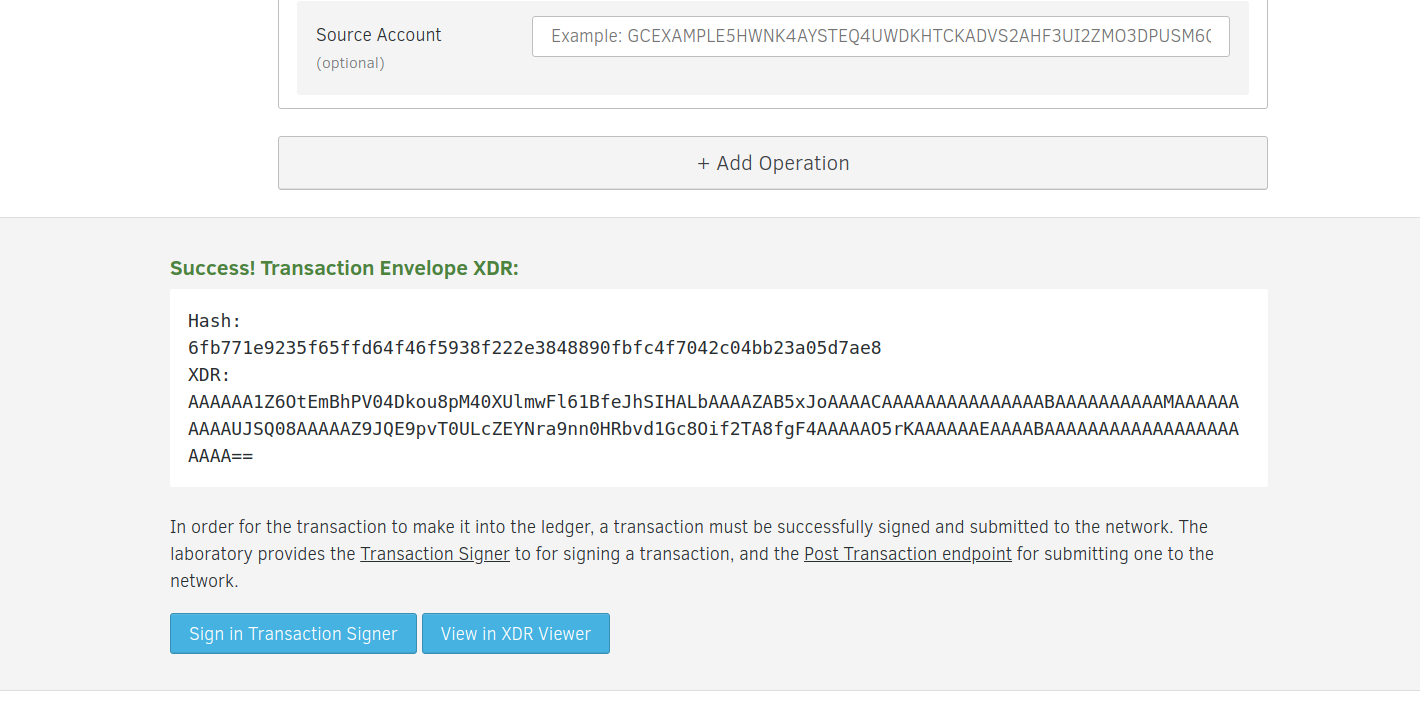 Source Account
Example: GCEXAMPLE5HWNK4AYSTEQ4UWDKHTCKADVS2AHF3UI2ZMO3DPUSM6
(optional)
+ Add Operation
Success! Transaction Envelope XDR:
Hash:
6fb771e9235f65ffd64f46f5938f222e3848890fbfc4f7042c04bb23a05d7ae8
XDR:
AAAAAA1Z6OtEmBhPV04Dkou8pM40XUlmwFl61BfeJhSIHALbAAAAZAB5xJoAAAACAAAAAAAAAAAAAAABAAAAAAAAAAMAAAAA
AAAAUJSQ08AAAAAZ9JQE9pvT0ULcZEYNra9nn0HRbvd1Gc8Oif2TA8fgF4AAAAAO5rKAAAAAAEAAAABAAAAAAAAAAAAAAAAAA
AAAA==
In order for the transaction to make it into the ledger, a transaction must be successfully signed and submitted to the network. The
laboratory provides the Transaction Signer to for signing a transaction, and the Post Transaction endpoint for submitting one to the
network.
Sign in Transaction Signer
View in XDR Viewer